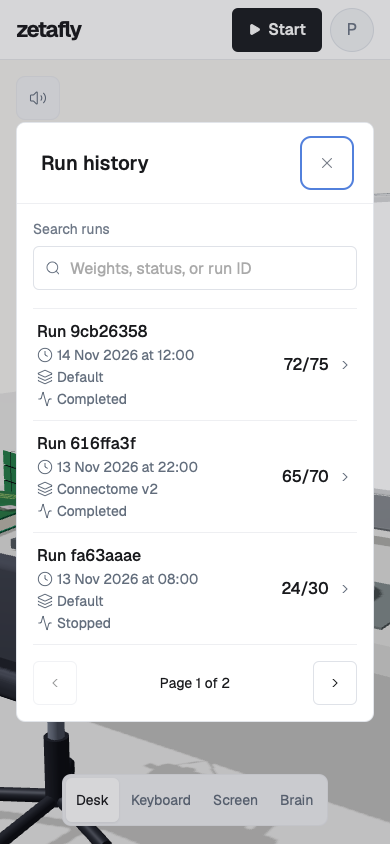 zetafly
Start
P
Run history
Search runs
Weights, status, or run ID
Run 9cb26358
14 Nov 2026 at 12:00
Default
Completed
72/75
Run 616ffa3f
13 Nov 2026 at 22:00
Connectome v2
Completed
65/70
Run fa63aaae
13 Nov 2026 at 08:00
Default
Stopped
24/30
Page 1 of 2
Desk Keyboard Screen Brain